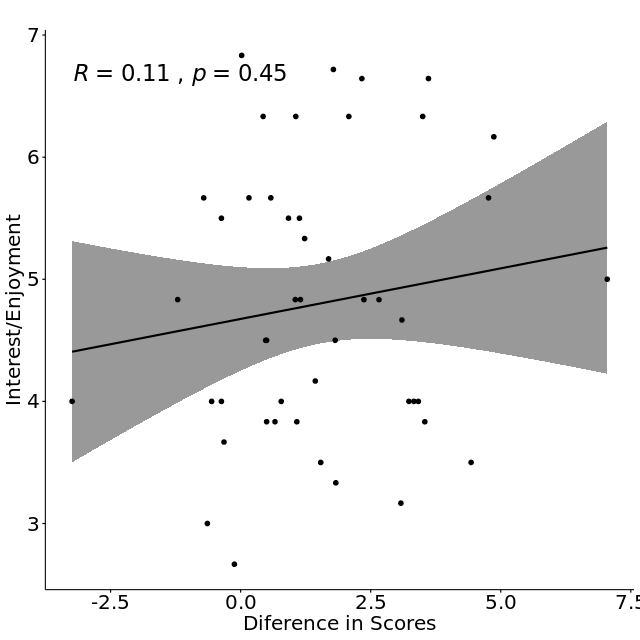 7
R = 0.11 , p = 0.45
6
5
4
3
Interest/Enjoyment
-2.5 0.0 2.5 5.0 7.5
Diference in Scores